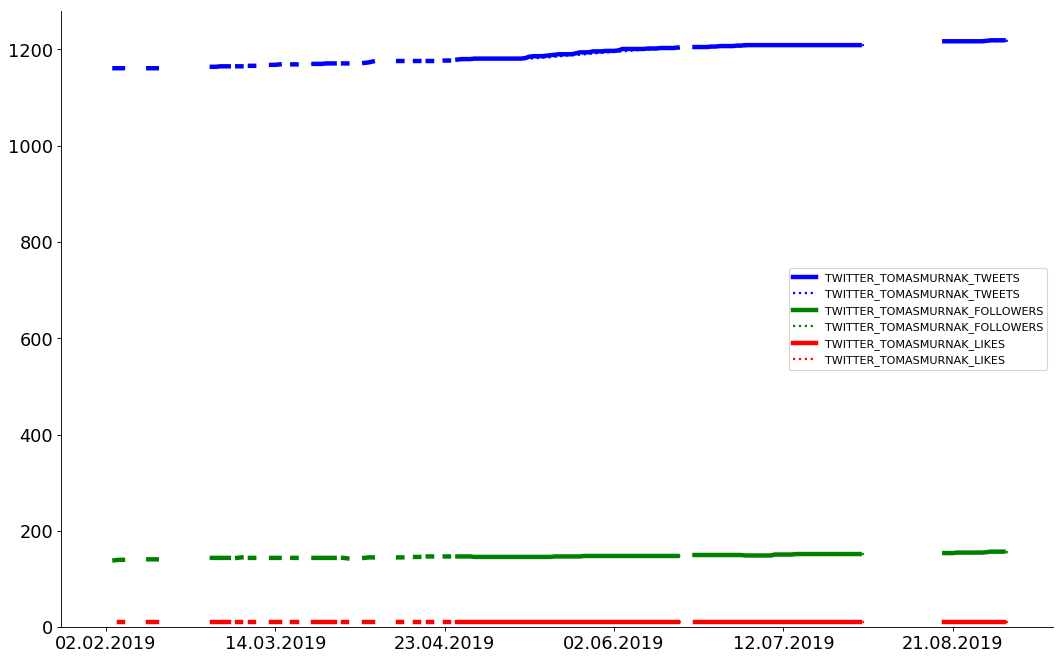 1200
1000
800
600
400
200
0
TWITTER_TOMASMURNAK_TWEETS
TWITTER_TOMASMURNAK_TWEETS
TWITTER_TOMASMURNAK_FOLLOWERS
TWITTER_TOMASMURNAK_FOLLOWERS
TWITTER_TOMASMURNAK_LIKES
TWITTER_TOMASMURNAK_LIKES
02.02.2019 14.03.2019 23.04.2019 02.06.2019 12.07.2019 21.08.2019